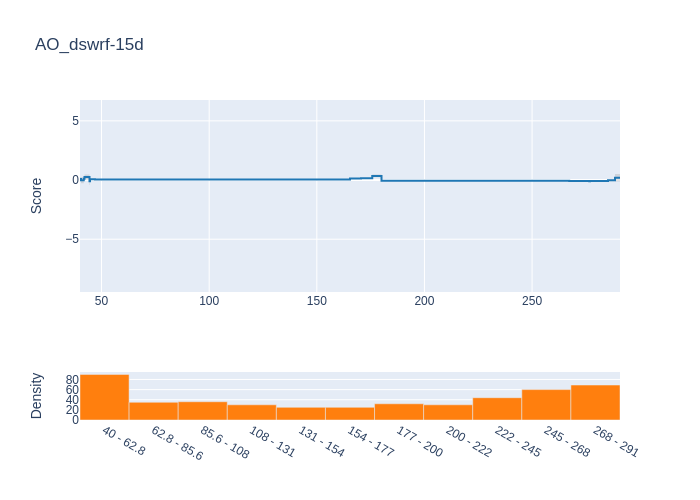 AO_dswrf-15d
Score
5
0
−5
50 100 150 200 250
Density
80
60
40
20
0
40 - 62.8
62.8 - 85.6
85.6 - 108
108 - 131
131 - 154
154 - 177
177 - 200
200 - 222
222 - 245
245 - 268
268 - 291